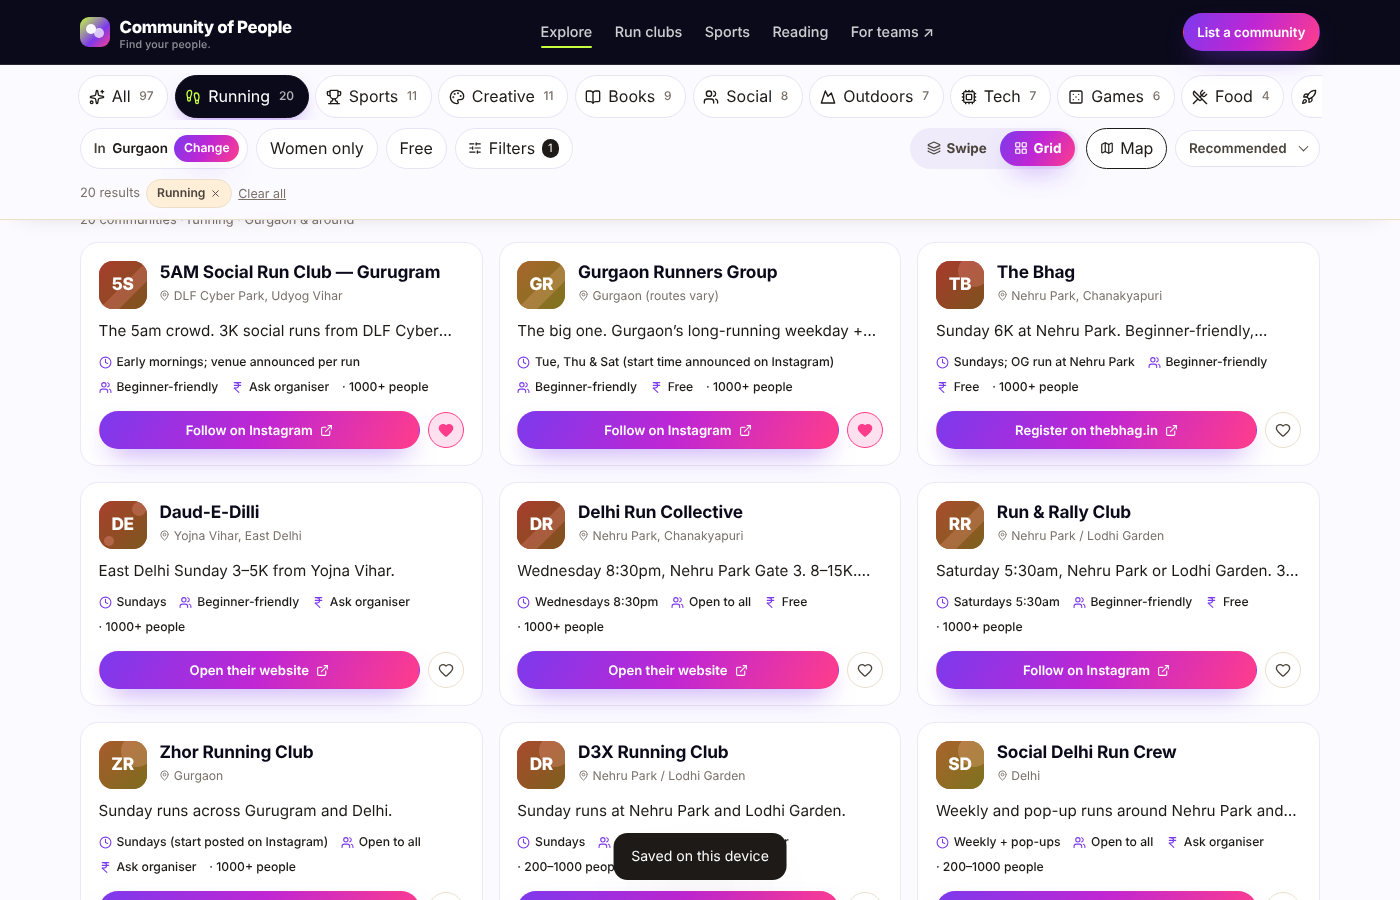 Community of People
Find your people.
Explore Run clubs Sports Reading For teams ↗
List a community
All 97 Running 20 Sports 11 Creative 11 Books 9 Social 8 Outdoors 7 Tech 7 Games 6 Food 4
In Gurgaon Change Women only Free Filters 1 Swipe Grid Map Recommended
20 results Running × Clear all
20 communities · running · Gurgaon & around
5S
5AM Social Run Club — Gurugram
DLF Cyber Park, Udyog Vihar
The 5am crowd. 3K social runs from DLF Cyber...
Early mornings; venue announced per run
Beginner-friendly ₹ Ask organiser · 1000+ people
Follow on Instagram
GR
Gurgaon Runners Group
Gurgaon (routes vary)
The big one. Gurgaon's long-running weekday +...
Tue, Thu & Sat (start time announced on Instagram)
Beginner-friendly ₹ Free · 1000+ people
Follow on Instagram
TB
The Bhag
Nehru Park, Chanakyapuri
Sunday 6K at Nehru Park. Beginner-friendly,...
Sundays; OG run at Nehru Park Beginner-friendly
₹ Free · 1000+ people
Register on thebhag.in
DE
Daud-E-Dilli
Yojna Vihar, East Delhi
East Delhi Sunday 3–5K from Yojna Vihar.
Sundays Beginner-friendly ₹ Ask organiser
· 1000+ people
Open their website
DR
Delhi Run Collective
Nehru Park, Chanakyapuri
Wednesday 8:30pm, Nehru Park Gate 3. 8–15K....
Wednesdays 8:30pm Open to all ₹ Free
· 1000+ people
Open their website
RR
Run & Rally Club
Nehru Park / Lodhi Garden
Saturday 5:30am, Nehru Park or Lodhi Garden. 3...
Saturdays 5:30am Beginner-friendly ₹ Free
· 1000+ people
Follow on Instagram
ZR
Zhor Running Club
Gurgaon
Sunday runs across Gurugram and Delhi.
Sundays (start posted on Instagram) Open to all
₹ Ask organiser · 1000+ people
DR
D3X Running Club
Nehru Park / Lodhi Garden
Sunday runs at Nehru Park and Lodhi Garden.
Sundays
· 200–1000
SD
Social Delhi Run Crew
Delhi
Weekly and pop-up runs around Nehru Park and...
Weekly + pop-ups Open to all ₹ Ask organiser
· 200–1000 people
Saved on this device